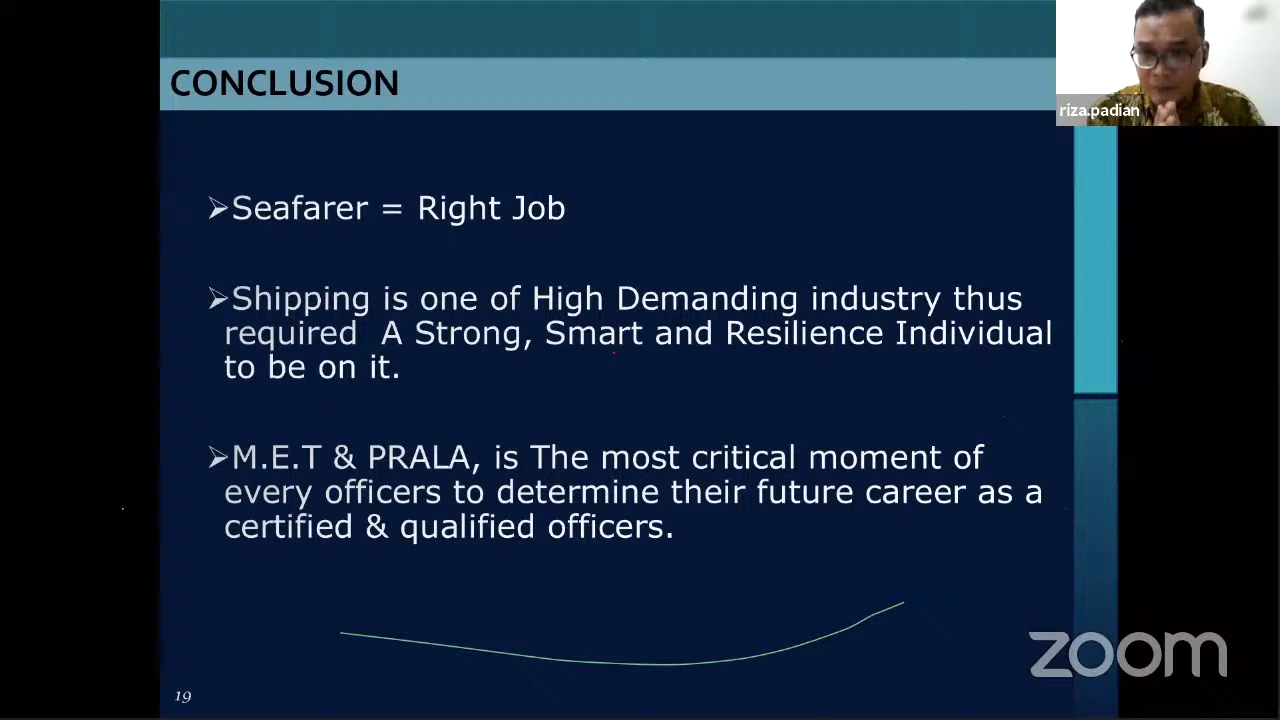 CONCLUSION
riza.padian
➢Seafarer = Right Job
➢Shipping is one of High Demanding industry thus
required A Strong, Smart and Resilience Individual
to be on it.
➢M.E.T & PRALA, is The most critical moment of
every officers to determine their future career as a
certified & qualified officers.
zoom
19